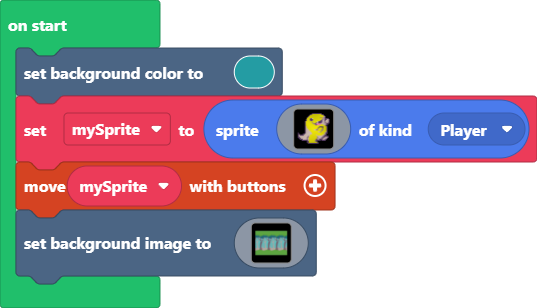 on start
set background color to
set mySprite to sprite of kind Player
move mySprite with buttons
set background image to